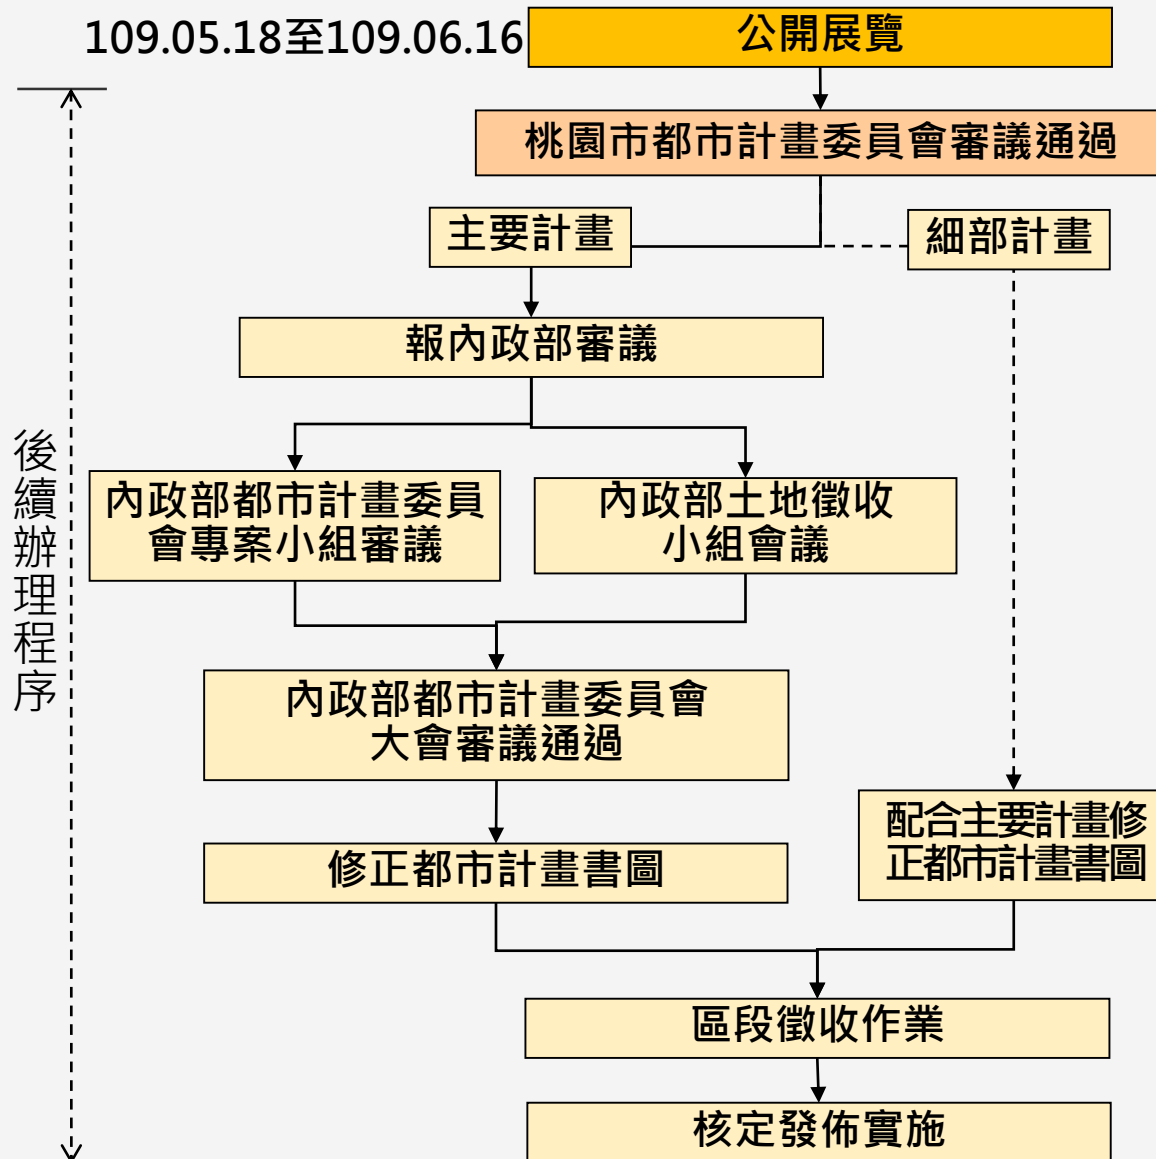 109.05.18至109.06.16
公開展覽
桃園市都市計畫委員會審議通過
主要計畫
細部計畫
報內政部審議
後續辦理程序
內政部都市計畫委員
會專案小組審議
內政部土地徵收
小組會議
內政部都市計畫委員會
大會審議通過
配合主要計畫修
正都市計畫書圖
修正都市計畫書圖
區段徵收作業
核定發佈實施